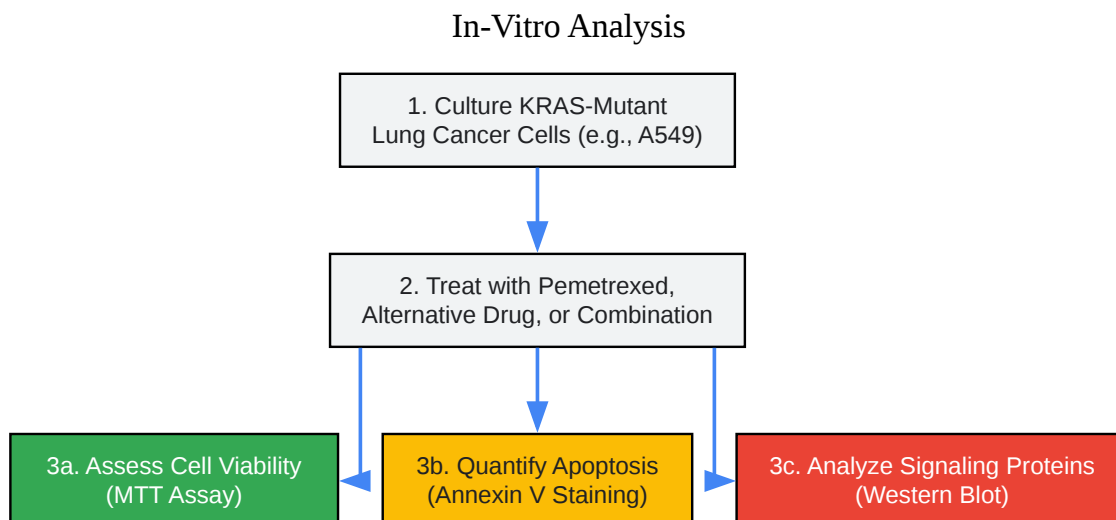 In-Vitro Analysis
1. Culture KRAS-Mutant
Lung Cancer Cells (e.g., A549)
2. Treat with Pemetrexed,
Alternative Drug, or Combination
3a. Assess Cell Viability
(MTT Assay)
3b. Quantify Apoptosis
(Annexin V Staining)
3c. Analyze Signaling Proteins
(Western Blot)